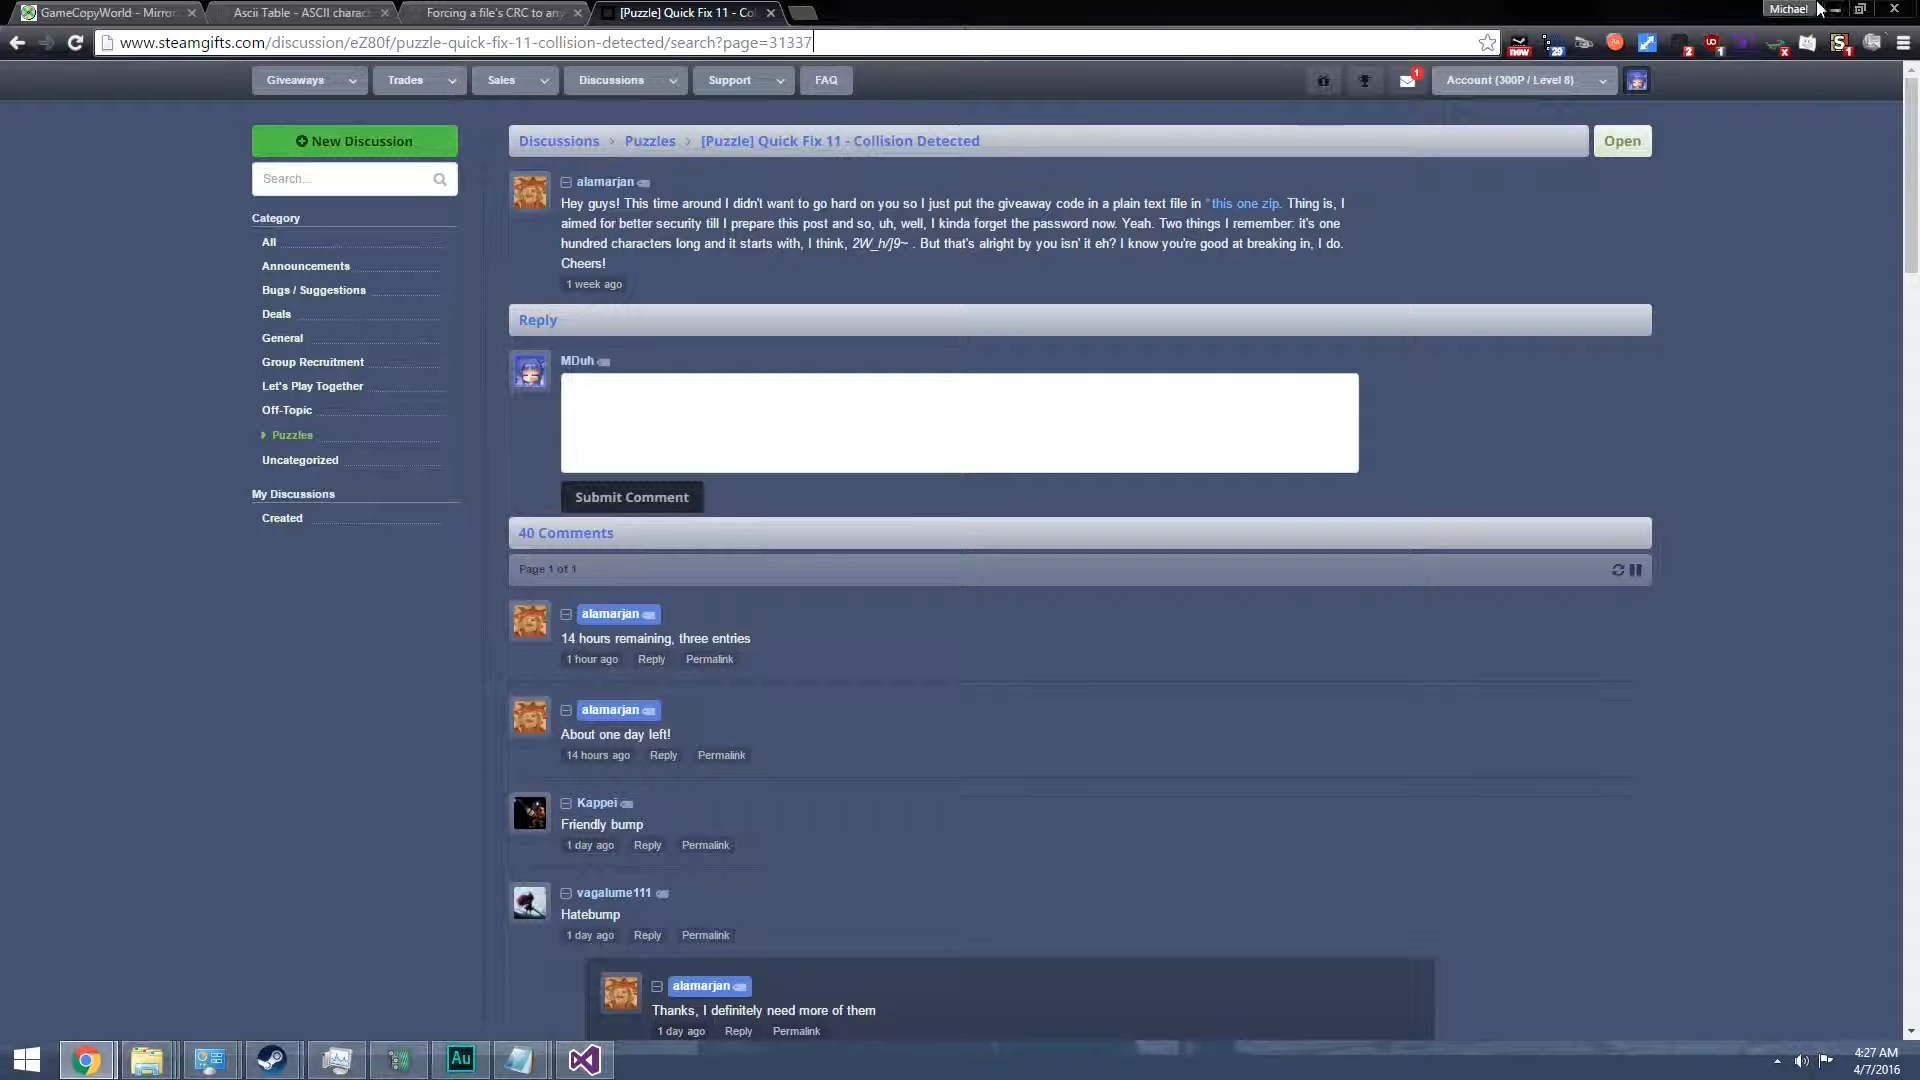 GameCopyWorld - Mirro
Ascii Table - ASCII charac
Forcing a file's CRC to any
[Puzzle] Quick Fix 11 - Col
Michael
www.steamgifts.com/discussion/eZ80f/puzzle-quick-fix-11-collision-detected/search?page=31337
new
29
2
1
x
1
Giveaways
Trades
Sales
Discussions
Support
FAQ
1
Account (300P / Level 8)
New Discussion
Search...
Category
All
Announcements
Bugs / Suggestions
Deals
General
Group Recruitment
Let's Play Together
Off-Topic
Puzzles
Uncategorized
My Discussions
Created
Discussions › Puzzles › [Puzzle] Quick Fix 11 - Collision Detected
Open
alamarjan
Hey guys! This time around I didn't want to go hard on you so I just put the giveaway code in a plain text file in *this one zip. Thing is, I
aimed for better security till I prepare this post and so, uh, well, I kinda forget the password now. Yeah. Two things I remember: it's one
hundred characters long and it starts with, I think, 2W_h/]9~ . But that's alright by you isn' it eh? I know you're good at breaking in, I do.
Cheers!
1 week ago
Reply
MDuh
Submit Comment
40 Comments
Page 1 of 1
alamarjan
14 hours remaining, three entries
1 hour ago Reply Permalink
alamarjan
About one day left!
14 hours ago Reply Permalink
Kappei
Friendly bump
1 day ago Reply Permalink
vagalume111
Hatebump
1 day ago Reply Permalink
alamarjan
Thanks, I definitely need more of them
1 day ago Reply Permalink
Au
4:27 AM
4/7/2016